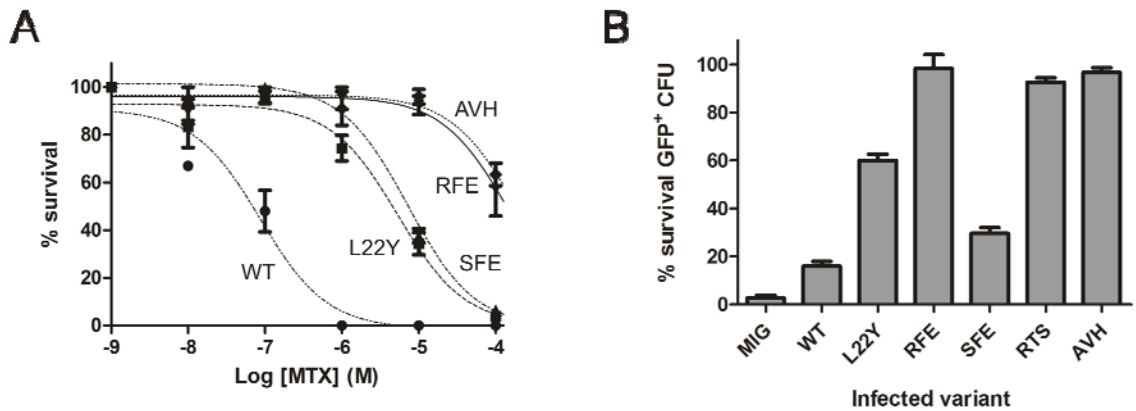 A
% survival
100
80
60
40
20
0
-9
-8
-7
-6
-5
-4
Log [MTX] (M)
AVH
RFE
L22Y
SFE
WT
B
% survival GFP+ CFU
100
80
60
40
20
0
MIG
WT
L22Y
RFE
SFE
RTS
AVH
Infected variant